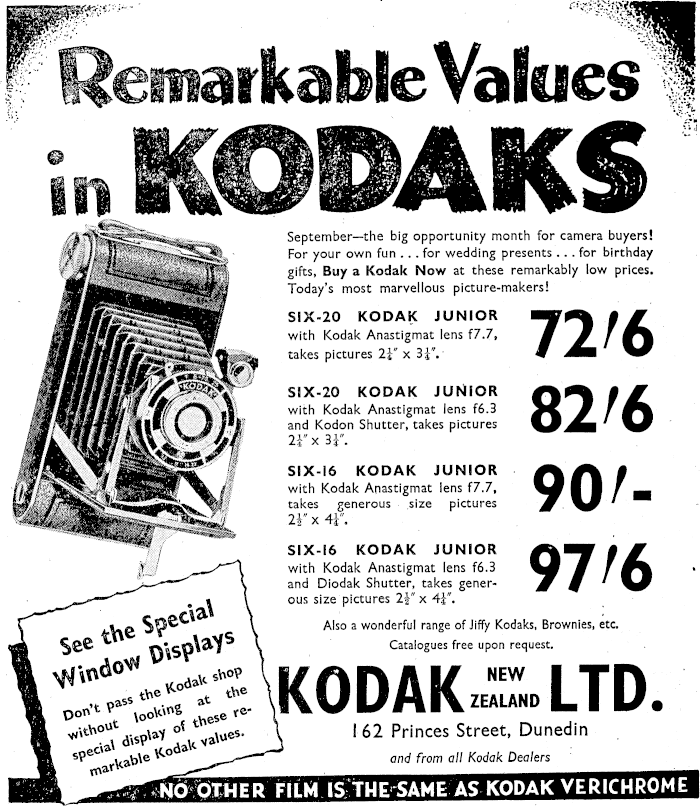 Remarkable Values
in KODAKS
September—the big opportunity month for camera buyers!
For your own fun . . . for wedding presents . . . for birthday
gifts, Buy a Kodak Now at these remarkably low prices.
Today's most marvellous picture-makers!
SIX-20 KODAK JUNIOR
with Kodak Anastigmat lens f7.7,
takes pictures 2¼" x 3¼".
72/6
SIX-20 KODAK JUNIOR
with Kodak Anastigmat lens f6.3
and Kodon Shutter, takes pictures
2¼" x 3¼".
82/6
SIX-16 KODAK JUNIOR
with Kodak Anastigmat lens f7.7,
takes generous size pictures
2½" x 4¼".
90/-
SIX-16 KODAK JUNIOR
with Kodak Anastigmat lens f6.3
and Diodak Shutter, takes gener-
ous size pictures 2½" x 4¼".
97/6
KODAK
See the Special
Window Displays
Don't pass the Kodak shop
without looking at the
special display of these re-
markable Kodak values.
Also a wonderful range of Jiffy Kodaks, Brownies, etc.
Catalogues free upon request.
KODAK NEW ZEALAND LTD.
162 Princes Street, Dunedin
and from all Kodak Dealers
NO OTHER FILM IS THE SAME AS KODAK VERICHROME